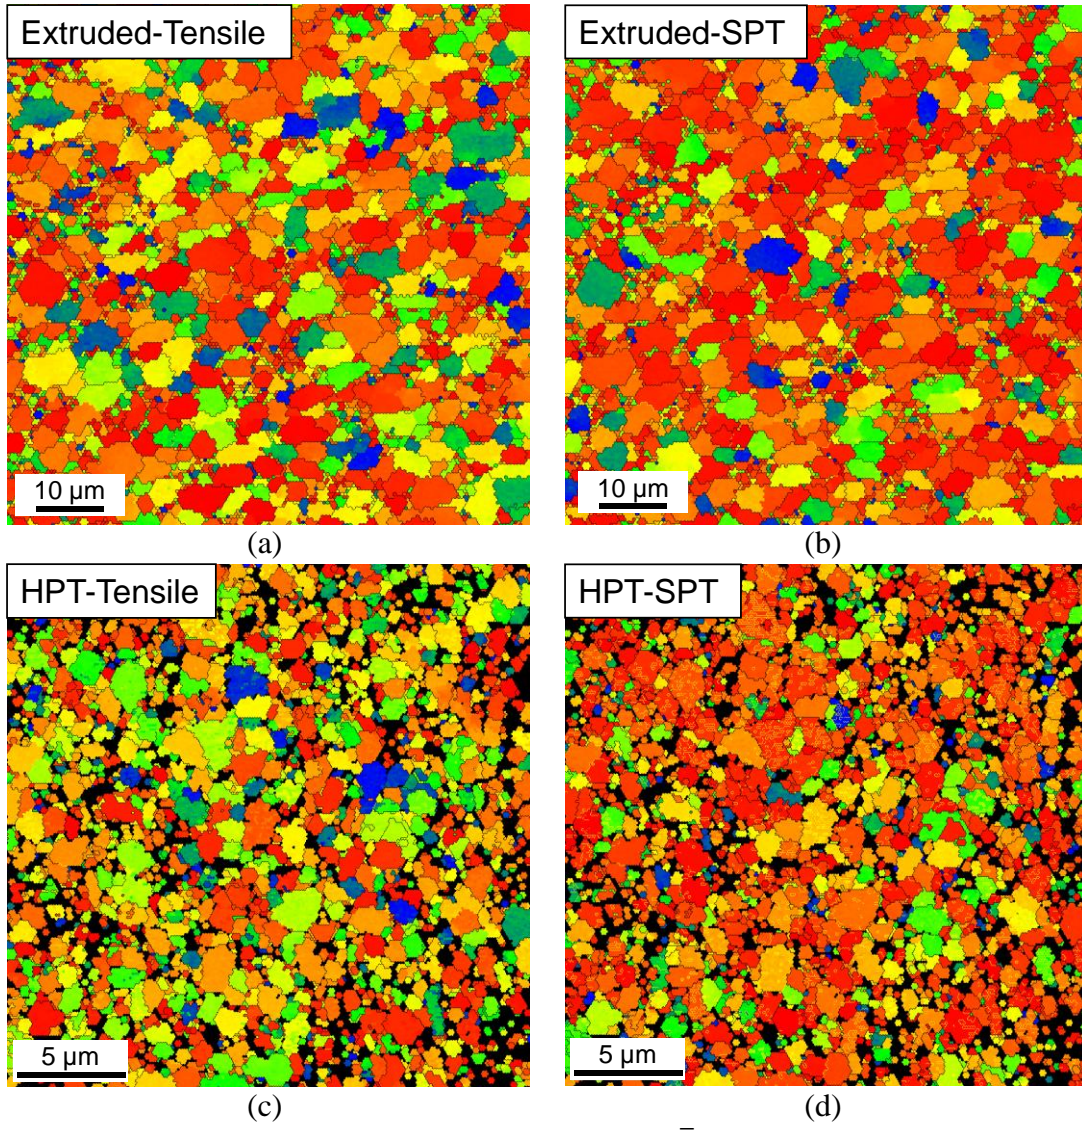 Extruded-Tensile
Extruded-SPT
10 µm
10 µm
(a)
(b)
HPT-Tensile
HPT-SPT
5 µm
5 µm
(c)
(d)